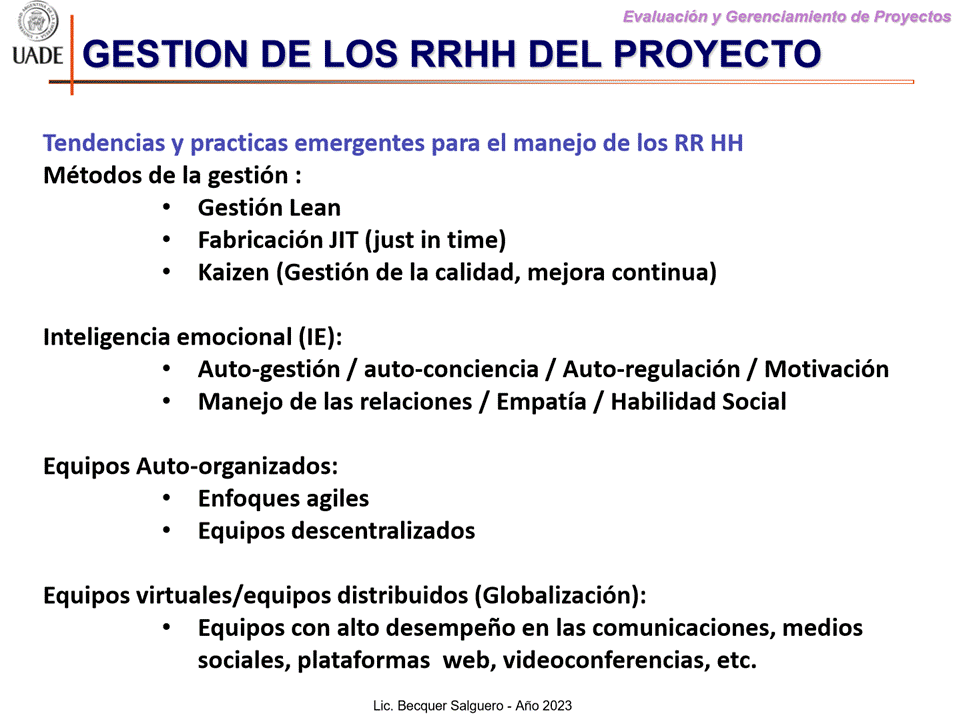 Evaluación y Gerenciamiento de Proyectos
UADE
GESTION DE LOS RRHH DEL PROYECTO
Tendencias y practicas emergentes para el manejo de los RR HH
Métodos de la gestión :
• Gestión Lean
• Fabricación JIT (just in time)
• Kaizen (Gestión de la calidad, mejora continua)
Inteligencia emocional (IE):
• Auto-gestión / auto-conciencia / Auto-regulación / Motivación
• Manejo de las relaciones / Empatía / Habilidad Social
Equipos Auto-organizados:
• Enfoques agiles
• Equipos descentralizados
Equipos virtuales/equipos distribuidos (Globalización):
• Equipos con alto desempeño en las comunicaciones, medios
sociales, plataformas  web, videoconferencias, etc.
Lic. Becquer Salguero - Año 2023